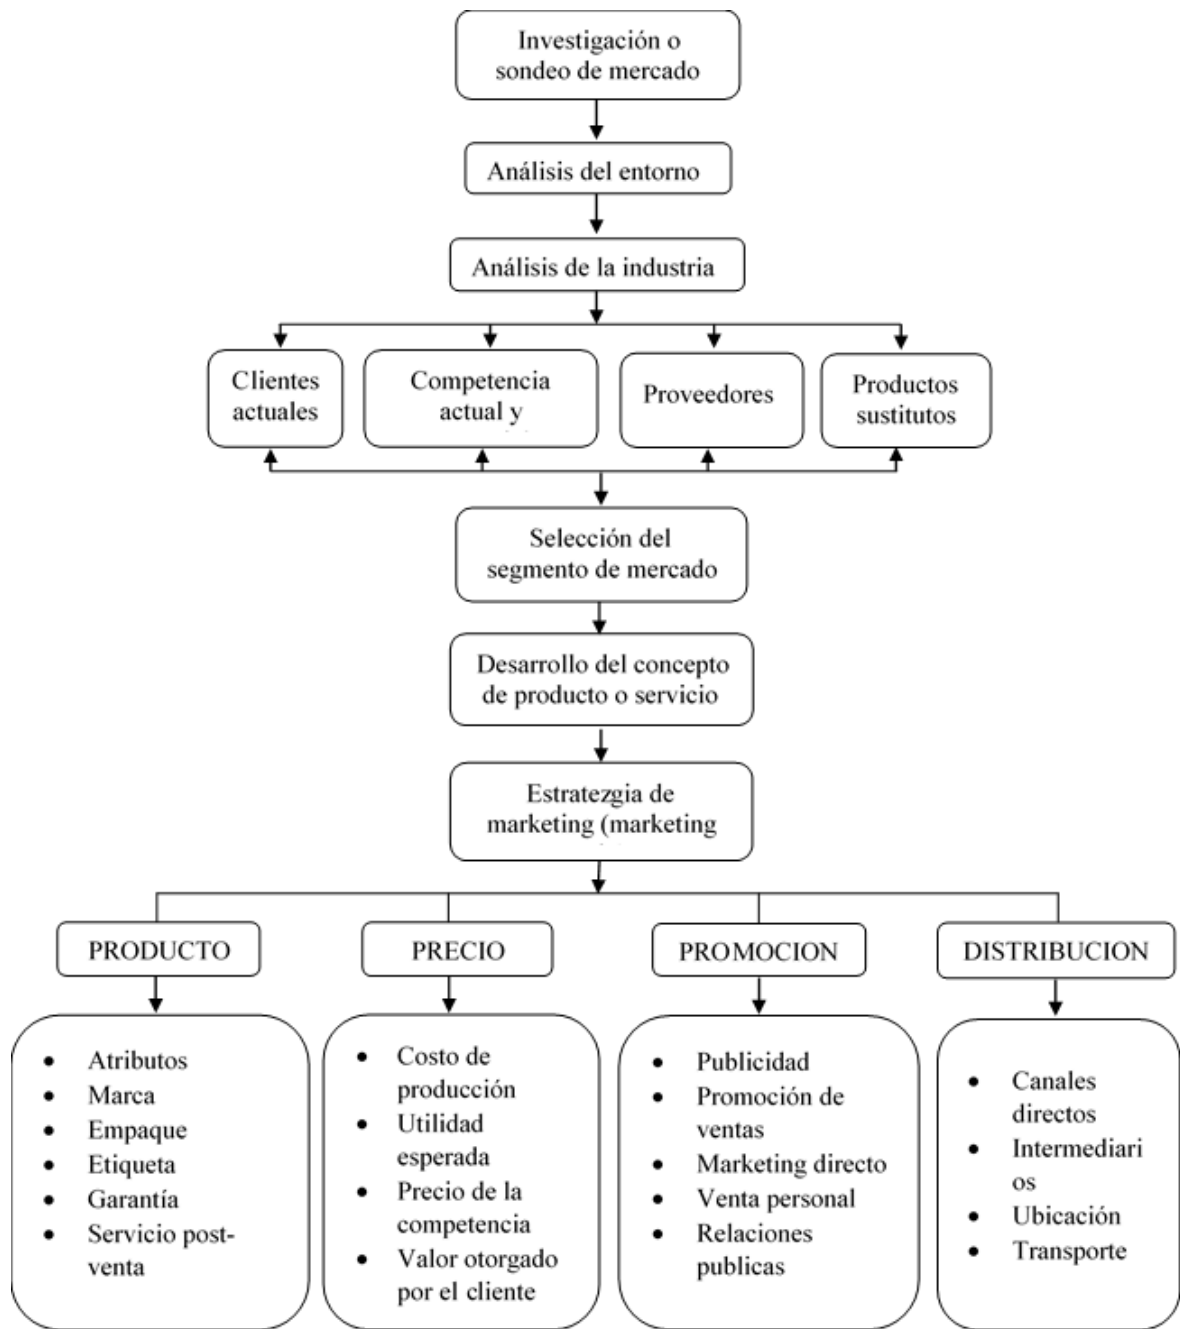 Investigación o
sondeo de mercado
Análisis del entorno
Análisis de la industria
Clientes
actuales
Competencia
actual y
Proveedores
Productos
sustitutos
Selección del
segmento de mercado
Desarrollo del concepto
de producto o servicio
Estratezgia de
marketing (marketing
PRODUCTO
PRECIO
PROMOCION
DISTRIBUCION
• Atributos
• Marca
• Empaque
• Etiqueta
• Garantía
• Servicio post-
venta
• Costo de
producción
• Utilidad
esperada
• Precio de la
competencia
• Valor otorgado
por el cliente
• Publicidad
• Promoción de
ventas
• Marketing directo
• Venta personal
• Relaciones
publicas
• Canales
directos
• Intermediari
os
• Ubicación
• Transporte